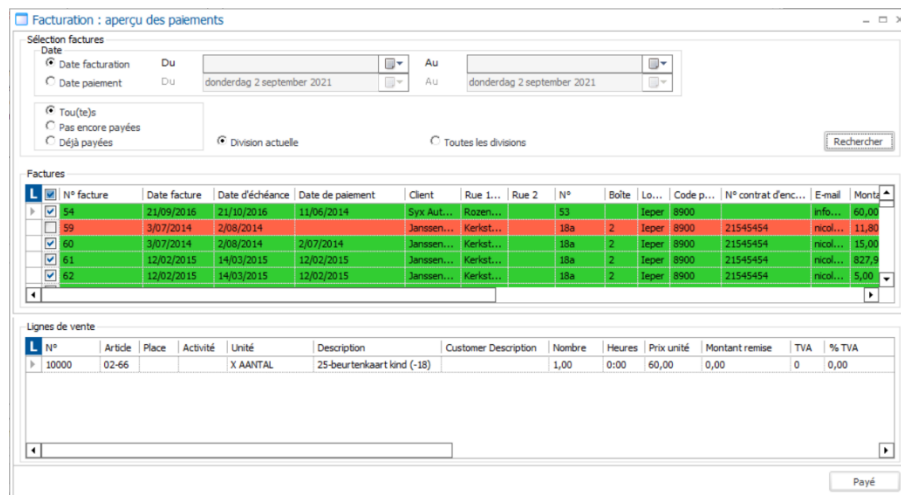 Facturation : aperçu des paiements
Sélection factures
Date
Date facturation Du Au
Date paiement Du donderdag 2 september 2021 Au donderdag 2 september 2021
Tou(te)s
Pas encore payées
Déjà payées Division actuelle Toutes les divisions Rechercher
Factures
L N° facture Date facture Date d'échéance Date de paiement Client Rue 1... Rue 2 N° Boîte Lo... Code p... N° contrat d'enc... E-mail Monta
54 21/09/2016 21/10/2016 11/06/2014 Syx Aut... Rozen... 53 Ieper 8900 info... 60,00
59 3/07/2014 2/08/2014 Janssen... Kerkst... 18a 2 Ieper 8900 21545454 nicol... 11,80
60 3/07/2014 2/08/2014 2/07/2014 Janssen... Kerkst... 18a 2 Ieper 8900 21545454 nicol... 15,00
61 12/02/2015 14/03/2015 12/02/2015 Janssen... Kerkst... 18a 2 Ieper 8900 21545454 nicol... 827,9
62 12/02/2015 14/03/2015 12/02/2015 Janssen... Kerkst... 18a 2 Ieper 8900 21545454 nicol... 5,00
Lignes de vente
L N° Article Place Activité Unité Description Customer Description Nombre Heures Prix unité Montant remise TVA % TVA
10000 02-66 X AANTAL 25-beurtenkaart kind (-18) 1,00 0:00 60,00 0,00 0 0,00
Payé